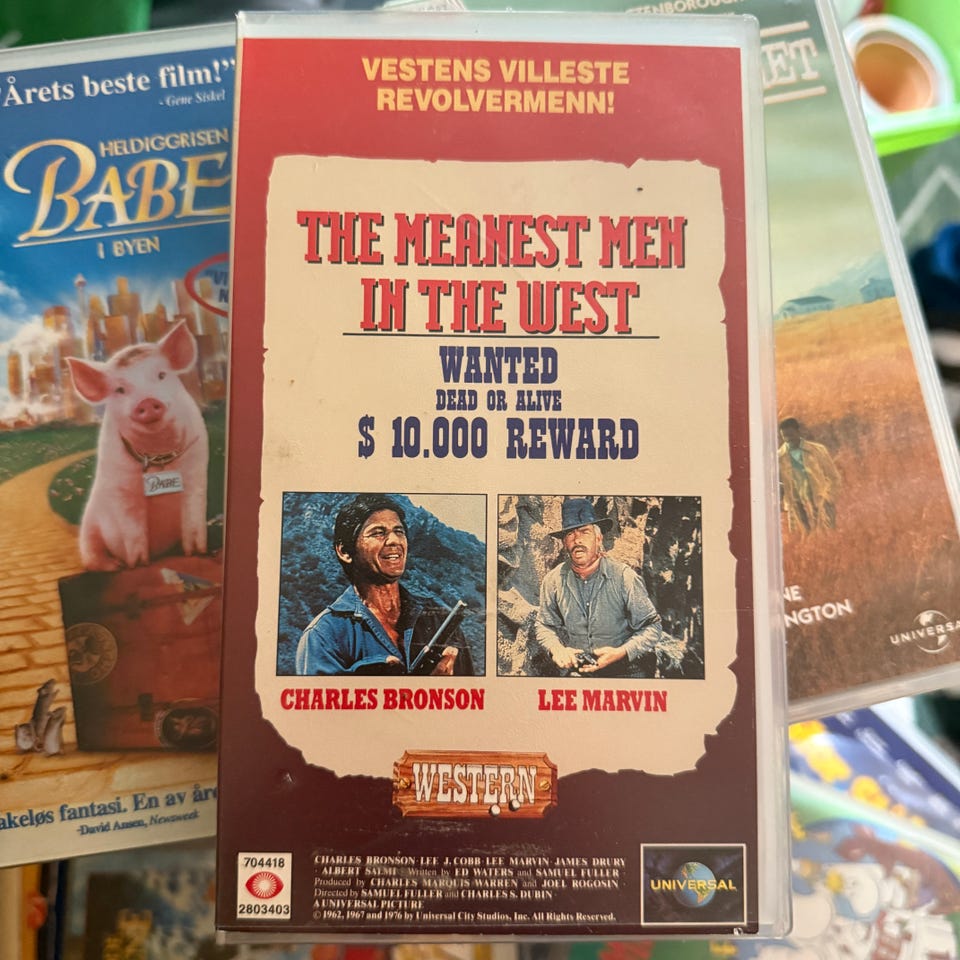 VESTENS VILLESTE
REVOLVERMENN!
THE MEANEST MEN
IN THE WEST
WANTED
DEAD OR ALIVE
$ 10.000 REWARD
CHARLES BRONSON
LEE MARVIN
WESTERN
704418
2803403
CHARLES BRONSON · LEE J. COBB · LEE MARVIN · JAMES DRURY
· ALBERT SALMI · Written by ED WATERS and SAMUEL FULLER
Produced by CHARLES MARQUIS WARREN and JOEL ROGOSIN
Directed by SAMUEL FULLER and CHARLES S. DUBIN
A UNIVERSAL PICTURE
© 1962, 1967 and 1976 by Universal City Studios, Inc. All Rights Reserved.
UNIVERSAL
"Årets beste film!"
- Gene Siskel
HELDIGGRISEN
BABE
I BYEN
BABE
fantasi. En av
-David Ansen, Newsweek
UNIVERSAL